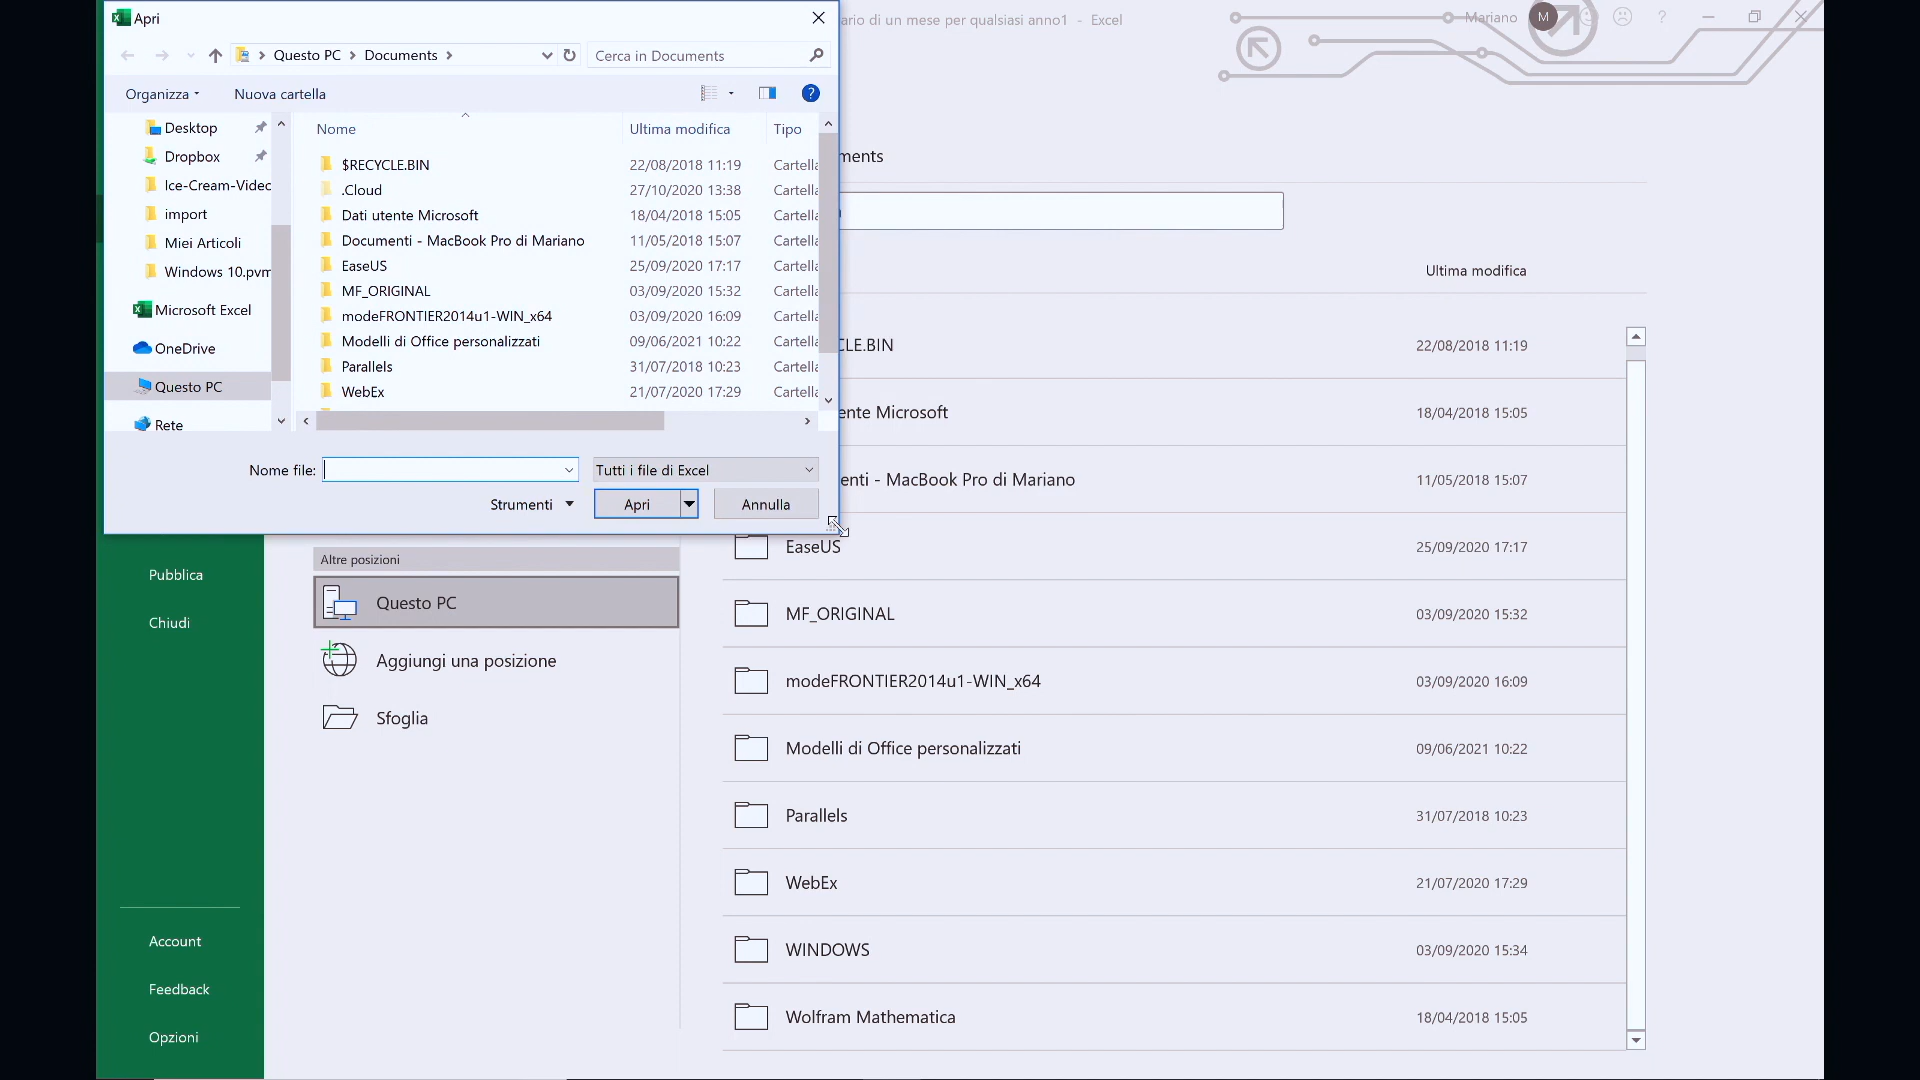 Apri
ario di un mese per qualsiasi anno1 - Excel
Mariano
M
?
Questo PC > Documents >
Cerca in Documents
Organizza
Nuova cartella
?
Desktop
Dropbox
Ice-Cream-Video
import
Miei Articoli
Windows 10.pvm
Microsoft Excel
OneDrive
Questo PC
Rete
Nome
Ultima modifica
Tipo
$RECYCLE.BIN 22/08/2018 11:19 Cartella
.Cloud 27/10/2020 13:38 Cartella
Dati utente Microsoft 18/04/2018 15:05 Cartella
Documenti - MacBook Pro di Mariano 11/05/2018 15:07 Cartella
EaseUS 25/09/2020 17:17 Cartella
MF_ORIGINAL 03/09/2020 15:32 Cartella
modeFRONTIER2014u1-WIN_x64 03/09/2020 16:09 Cartella
Modelli di Office personalizzati 09/06/2021 10:22 Cartella
Parallels 31/07/2018 10:23 Cartella
WebEx 21/07/2020 17:29 Cartella
Nome file:
Tutti i file di Excel
Strumenti
Apri
Annulla
Pubblica
Chiudi
Account
Feedback
Opzioni
Altre posizioni
Questo PC
Aggiungi una posizione
Sfoglia
ments
Ultima modifica
CLE.BIN 22/08/2018 11:19
ente Microsoft 18/04/2018 15:05
enti - MacBook Pro di Mariano 11/05/2018 15:07
EaseUS 25/09/2020 17:17
MF_ORIGINAL 03/09/2020 15:32
modeFRONTIER2014u1-WIN_x64 03/09/2020 16:09
Modelli di Office personalizzati 09/06/2021 10:22
Parallels 31/07/2018 10:23
WebEx 21/07/2020 17:29
WINDOWS 03/09/2020 15:34
Wolfram Mathematica 18/04/2018 15:05